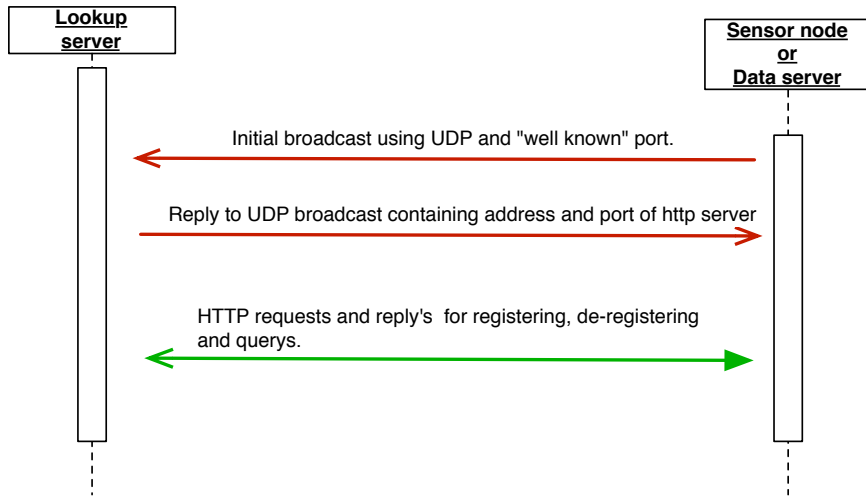 Lookup
server
Sensor node
or
Data server
Initial broadcast using UDP and "well known" port.
Reply to UDP broadcast containing address and port of http server
HTTP requests and reply's  for registering, de-registering
and querys.